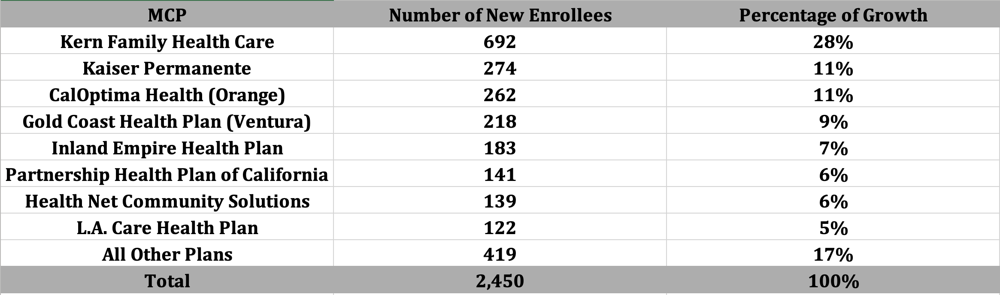 MCP Number of New Enrollees Percentage of Growth
Kern Family Health Care 692 28%
Kaiser Permanente 274 11%
CalOptima Health (Orange) 262 11%
Gold Coast Health Plan (Ventura) 218 9%
Inland Empire Health Plan 183 7%
Partnership Health Plan of California 141 6%
Health Net Community Solutions 139 6%
L.A. Care Health Plan 122 5%
All Other Plans 419 17%
Total 2,450 100%